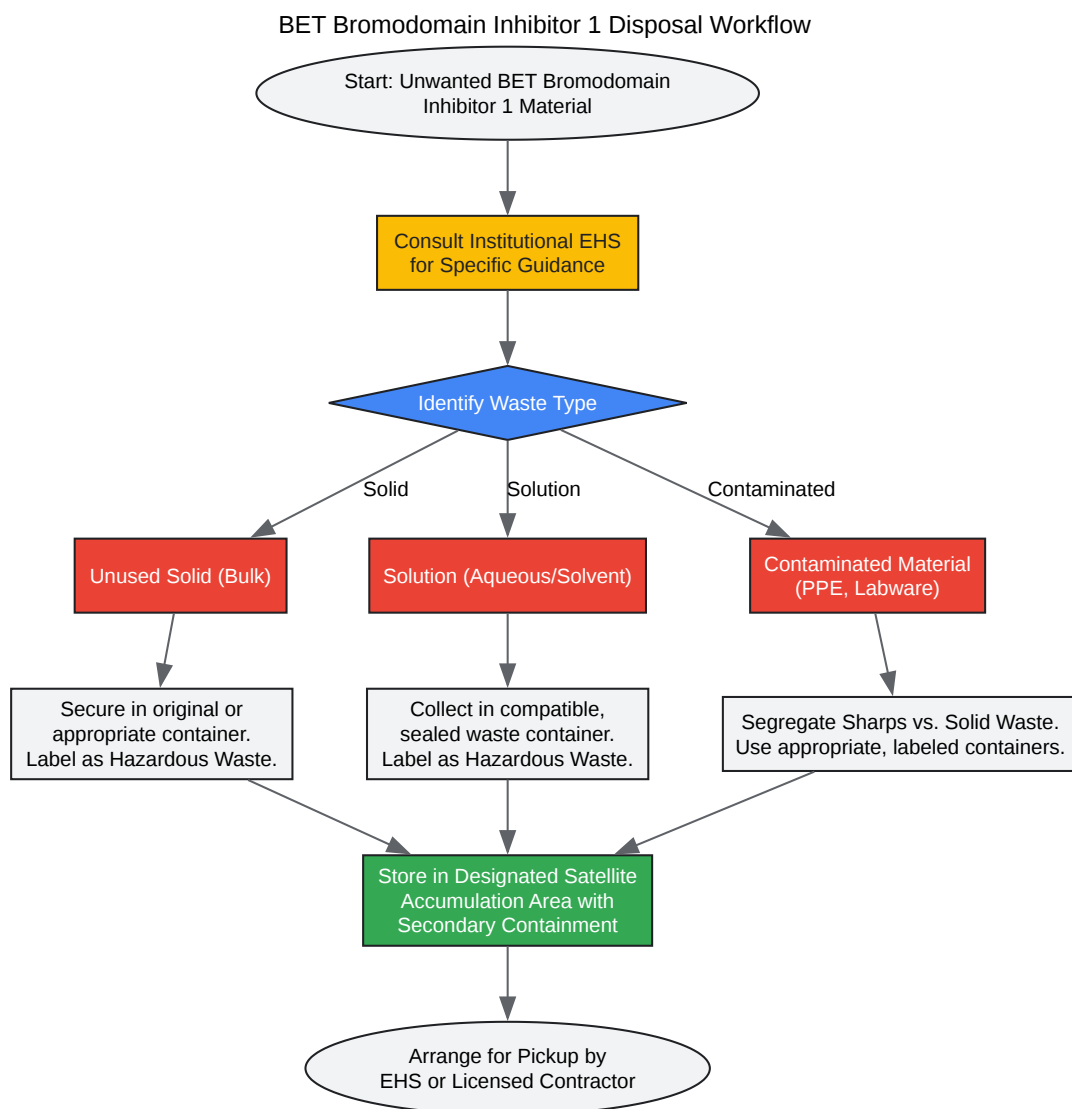 BET Bromodomain Inhibitor 1 Disposal Workflow
Start: Unwanted BET Bromodomain
Inhibitor 1 Material
Consult Institutional EHS
for Specific Guidance
Identify Waste Type
Solid
Solution
Contaminated
Unused Solid (Bulk)
Solution (Aqueous/Solvent)
Contaminated Material
(PPE, Labware)
Secure in original or
appropriate container.
Label as Hazardous Waste.
Collect in compatible,
sealed waste container.
Label as Hazardous Waste.
Segregate Sharps vs. Solid Waste.
Use appropriate, labeled containers.
Store in Designated Satellite
Accumulation Area with
Secondary Containment
Arrange for Pickup by
EHS or Licensed Contractor